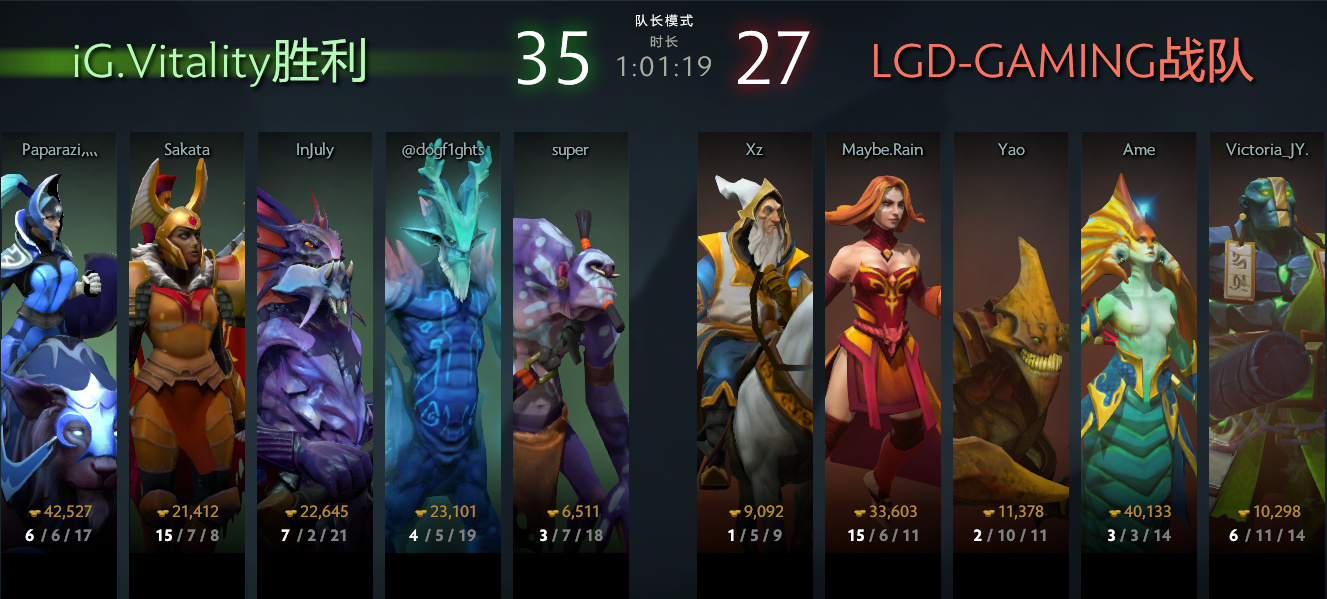 iG.Vitality胜利
35
队长模式
时长
1:01:19
27
LGD-GAMING战队
Paparazi灬
Sakata
InJuly
@dogf1ghts
super
Xz
Maybe.Rain
Yao
Ame
Victoria_JY.
42,527
21,412
22,645
23,101
6,511
9,092
33,603
11,378
40,133
10,298
6 / 6 / 17
15 / 7 / 8
7 / 2 / 21
4 / 5 / 19
3 / 7 / 18
1 / 5 / 9
15 / 6 / 11
2 / 10 / 11
3 / 3 / 14
6 / 11 / 14